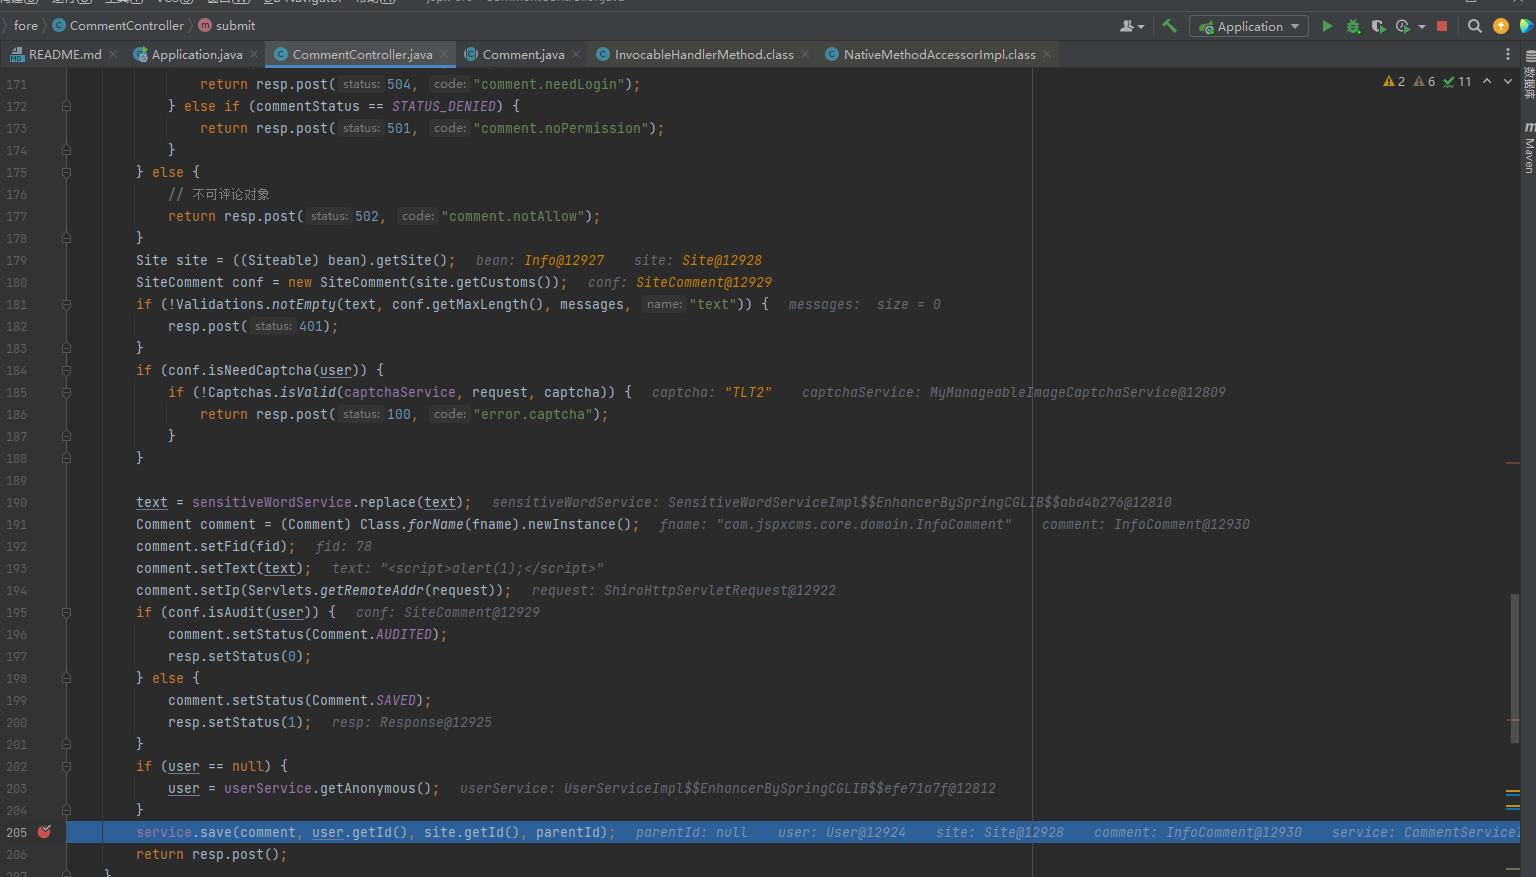 fore CommentController submit Application
README.md Application.java CommentController.java Comment.java InvocableHandlerMethod.class NativeMethodAccessorImpl.class
2 6 11
数据库
Maven
171 return resp.post( status: 504, code: "comment.needLogin");
172 } else if (commentStatus == STATUS_DENIED) {
173 return resp.post( status: 501, code: "comment.noPermission");
174 }
175 } else {
176 // 不可评论对象
177 return resp.post( status: 502, code: "comment.notAllow");
178 }
179 Site site = ((Siteable) bean).getSite(); bean: Info@12927 site: Site@12928
180 SiteComment conf = new SiteComment(site.getCustoms()); conf: SiteComment@12929
181 if (!Validations.notEmpty(text, conf.getMaxLength(), messages, name: "text")) { messages: size = 0
182 resp.post( status: 401);
183 }
184 if (conf.isNeedCaptcha(user)) {
185 if (!Captchas.isValid(captchaService, request, captcha)) { captcha: "TLT2" captchaService: MyManageableImageCaptchaService@12809
186 return resp.post( status: 100, code: "error.captcha");
187 }
188 }
189
190 text = sensitiveWordService.replace(text); sensitiveWordService: SensitiveWordServiceImpl$$EnhancerBySpringCGLIB$$abd4b276@12810
191 Comment comment = (Comment) Class.forName(fname).newInstance(); fname: "com.jspxcms.core.domain.InfoComment" comment: InfoComment@12930
192 comment.setFid(fid); fid: 78
193 comment.setText(text); text: "<script>alert(1);</script>"
194 comment.setIp(Servlets.getRemoteAddr(request)); request: ShiroHttpServletRequest@12922
195 if (conf.isAudit(user)) { conf: SiteComment@12929
196 comment.setStatus(Comment.AUDITED);
197 resp.setStatus(0);
198 } else {
199 comment.setStatus(Comment.SAVED);
200 resp.setStatus(1); resp: Response@12925
201 }
202 if (user == null) {
203 user = userService.getAnonymous(); userService: UserServiceImpl$$EnhancerBySpringCGLIB$$efe71a7f@12812
204 }
205 service.save(comment, user.getId(), site.getId(), parentId); parentId: null user: User@12924 site: Site@12928 comment: InfoComment@12930 service: CommentServicei
206 return resp.post();
207 }